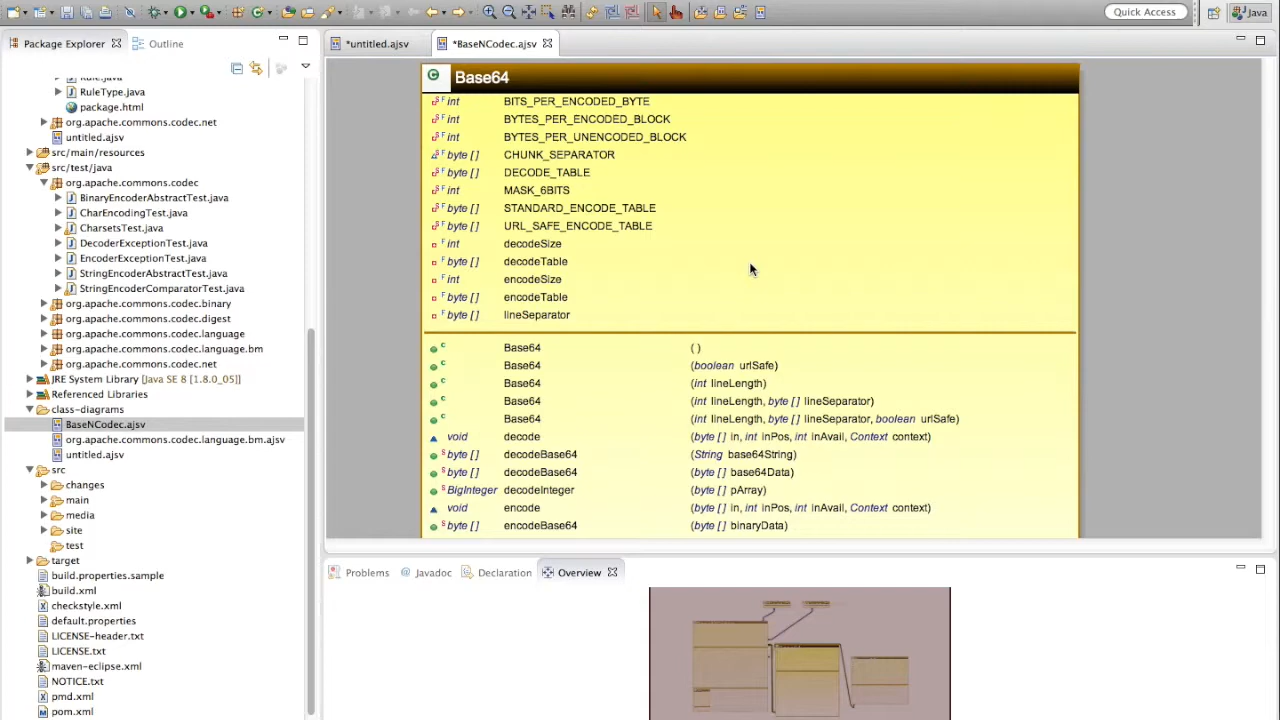 Quick Access
Java
Package Explorer
Outline
*untitled.ajsv
*BaseNCodec.ajsv
Rule.java
RuleType.java
package.html
org.apache.commons.codec.net
untitled.ajsv
src/main/resources
src/test/java
org.apache.commons.codec
BinaryEncoderAbstractTest.java
CharEncodingTest.java
CharsetsTest.java
DecoderExceptionTest.java
EncoderExceptionTest.java
StringEncoderAbstractTest.java
StringEncoderComparatorTest.java
org.apache.commons.codec.binary
org.apache.commons.codec.digest
org.apache.commons.codec.language
org.apache.commons.codec.language.bm
org.apache.commons.codec.net
JRE System Library [Java SE 8 [1.8.0_05]]
Referenced Libraries
class-diagrams
BaseNCodec.ajsv
org.apache.commons.codec.language.bm.ajsv
untitled.ajsv
src
changes
main
media
site
test
target
build.properties.sample
build.xml
checkstyle.xml
default.properties
LICENSE-header.txt
LICENSE.txt
maven-eclipse.xml
NOTICE.txt
pmd.xml
pom.xml
C Base64
S F int BITS_PER_ENCODED_BYTE
S F int BYTES_PER_ENCODED_BLOCK
S F int BYTES_PER_UNENCODED_BLOCK
S F byte [] CHUNK_SEPARATOR
S F byte [] DECODE_TABLE
S F int MASK_6BITS
S F byte [] STANDARD_ENCODE_TABLE
S F byte [] URL_SAFE_ENCODE_TABLE
F int decodeSize
F byte [] decodeTable
F int encodeSize
F byte [] encodeTable
F byte [] lineSeparator
C Base64 ( )
C Base64 (boolean urlSafe)
C Base64 (int lineLength)
C Base64 (int lineLength, byte [] lineSeparator)
C Base64 (int lineLength, byte [] lineSeparator, boolean urlSafe)
void decode (byte [] in, int inPos, int inAvail, Context context)
S byte [] decodeBase64 (String base64String)
S byte [] decodeBase64 (byte [] base64Data)
S BigInteger decodeInteger (byte [] pArray)
void encode (byte [] in, int inPos, int inAvail, Context context)
S byte [] encodeBase64 (byte [] binaryData)
Problems
@ Javadoc
Declaration
Overview